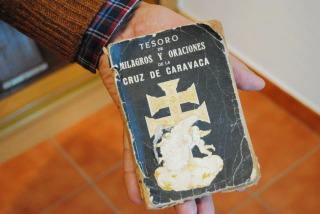 TESORO
DE
MILAGROS Y ORACIONES
DE LA
CRUZ DE CARAVACA